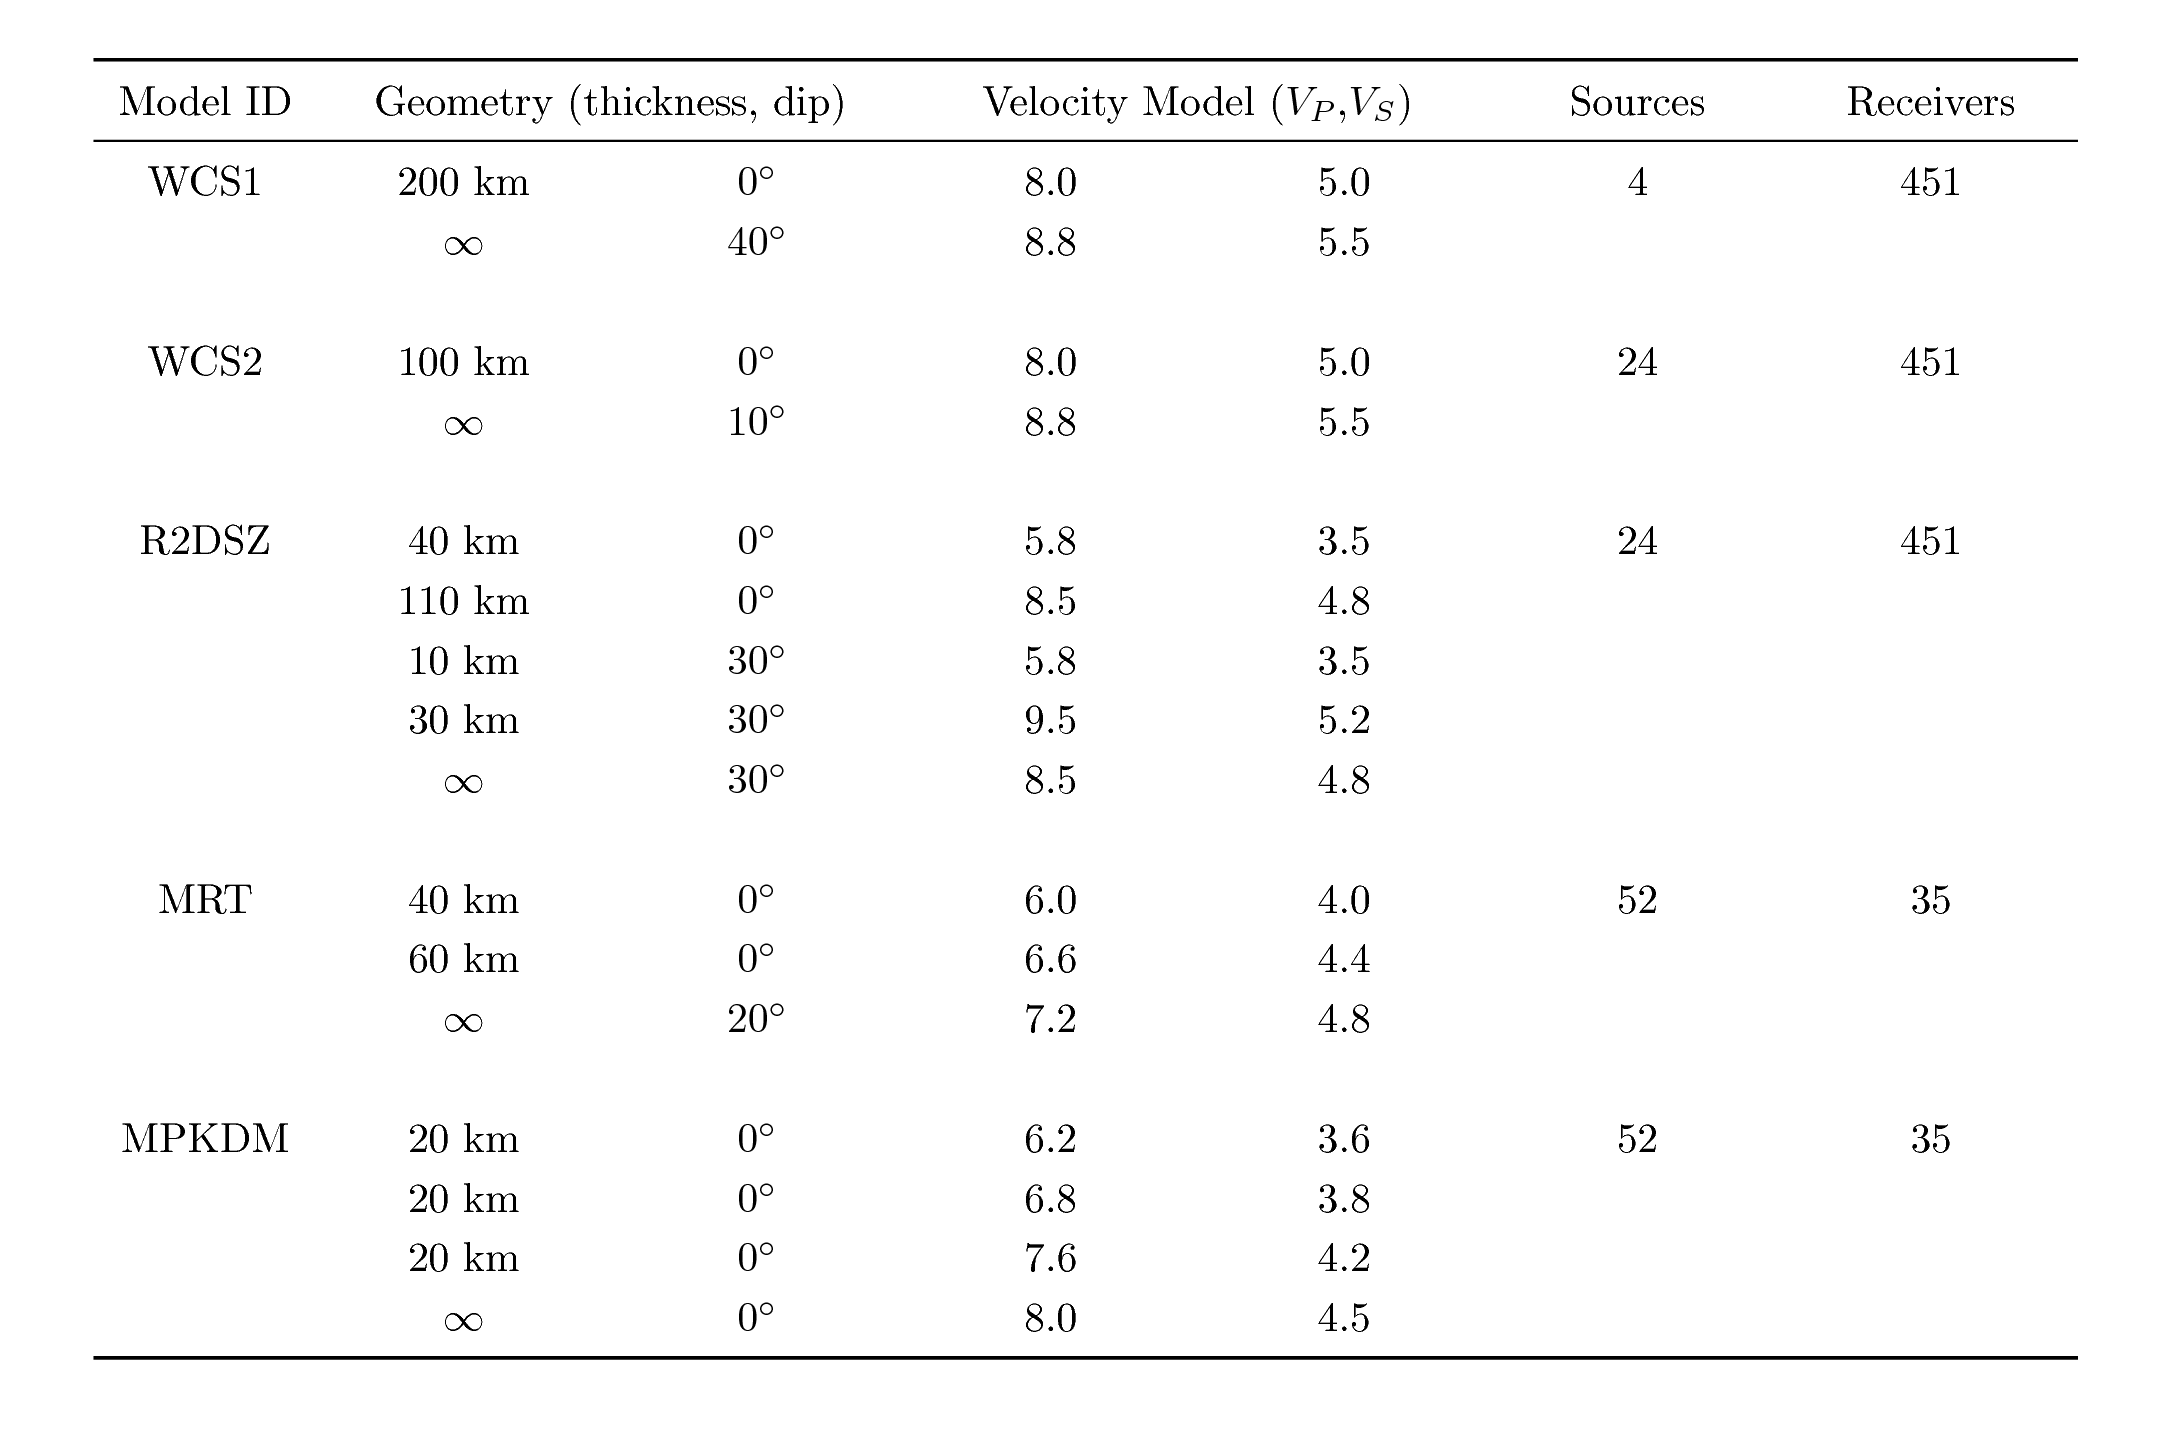 Model ID Geometry (thickness, dip) Velocity Model (V_P,V_S) Sources Receivers
WCS1 200 km 0° 8.0 5.0 4 451
∞ 40° 8.8 5.5
WCS2 100 km 0° 8.0 5.0 24 451
∞ 10° 8.8 5.5
R2DSZ 40 km 0° 5.8 3.5 24 451
110 km 0° 8.5 4.8
10 km 30° 5.8 3.5
30 km 30° 9.5 5.2
∞ 30° 8.5 4.8
MRT 40 km 0° 6.0 4.0 52 35
60 km 0° 6.6 4.4
∞ 20° 7.2 4.8
MPKDM 20 km 0° 6.2 3.6 52 35
20 km 0° 6.8 3.8
20 km 0° 7.6 4.2
∞ 0° 8.0 4.5